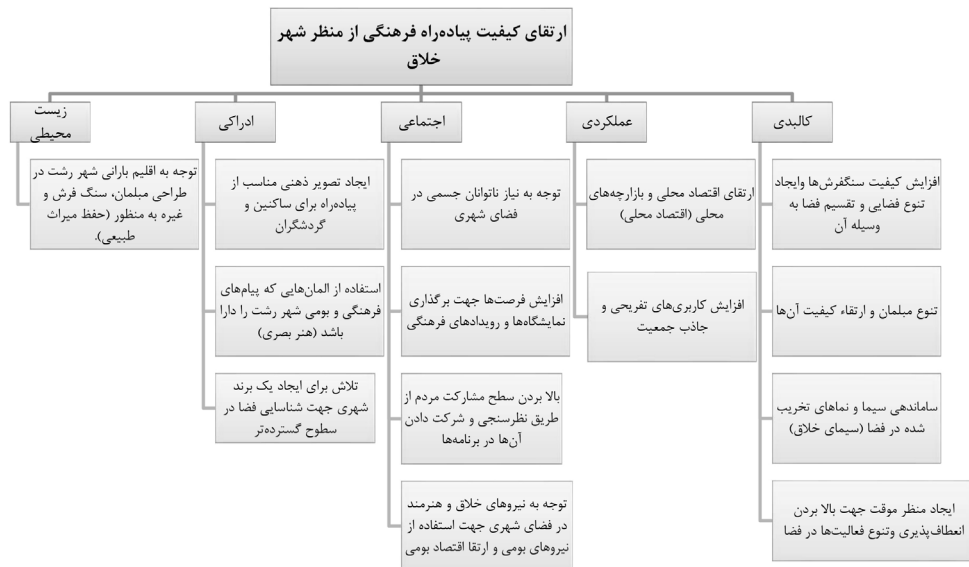 ارتقای کیفیت پیاده‌راه فرهنگی از منظر شهر
خلاق
کالبدی
افزایش کیفیت سنگفرش‌ها وایجاد
تنوع فضایی و تقسیم فضا به
وسیله آن
تنوع مبلمان و ارتقاء کیفیت آن‌ها
ساماندهی سیما و نماهای تخریب
شده در فضا (سیمای خلاق)
ایجاد منظر موقت جهت بالا بردن
انعطاف‌پذیری وتنوع فعالیت‌ها در فضا
عملکردی
ارتقای اقتصاد محلی و بازارچه‌های
محلی (اقتصاد محلی)
افزایش کاربری‌های تفریحی و
جاذب جمعیت
اجتماعی
توجه به نیاز ناتوانان جسمی در
فضای شهری
افزایش فرصت‌ها جهت برگذاری
نمایشگاه‌ها و رویدادهای فرهنگی
بالا بردن سطح مشارکت مردم از
طریق نظرسنجی و شرکت دادن
آن‌ها در برنامه‌ها
توجه به نیروهای خلاق و هنرمند
در فضای شهری جهت استفاده از
نیروهای بومی و ارتقا اقتصاد بومی
ادراکی
ایجاد تصویر ذهنی مناسب از
پیاده‌راه برای ساکنین و
گردشگران
استفاده از المان‌هایی که پیام‌های
فرهنگی و بومی شهر رشت را دارا
باشد (هنر بصری)
تلاش برای ایجاد یک برند
شهری جهت شناسایی فضا در
سطوح گسترده‌تر
زیست
محیطی
توجه به اقلیم بارانی شهر رشت در
طراحی مبلمان، سنگ فرش و
غیره به منظور (حفظ میراث
طبیعی).